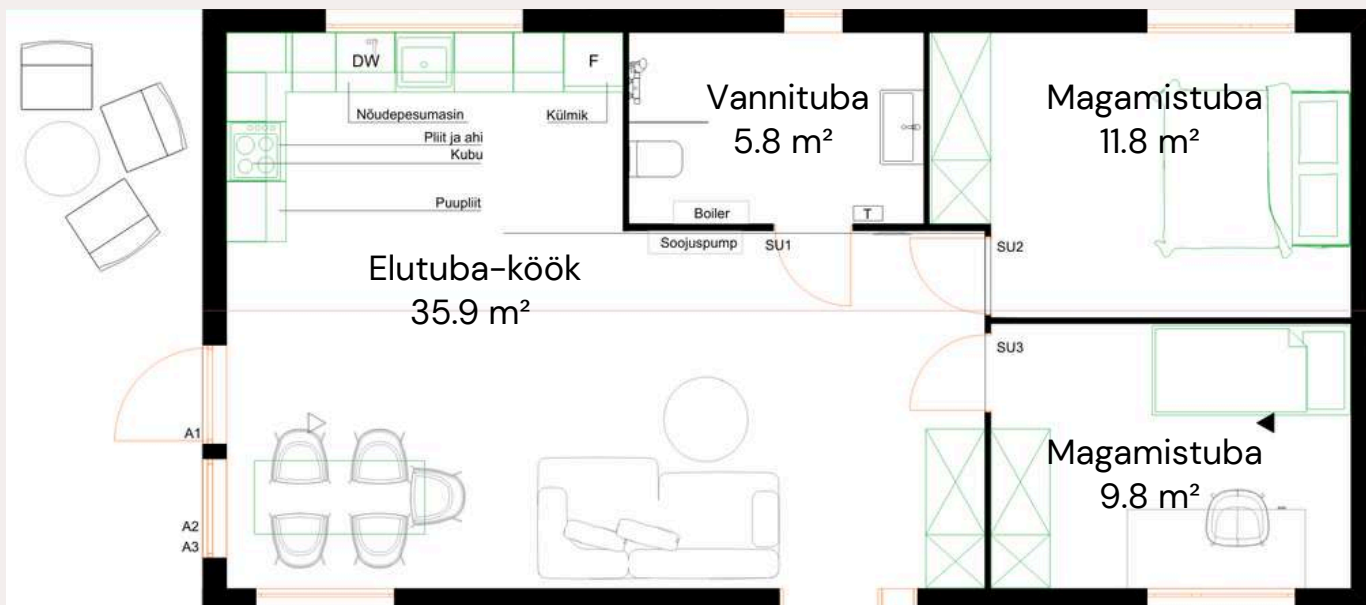 DW
F
Nõudepesumasin
Külmik
Pliit ja ahi
Kubu
Puupliit
Vannituba
5.8 m²
Magamistuba
11.8 m²
Boiler
T
Soojuspump
SU1
SU2
Elutuba-köök
35.9 m²
SU3
A1
Magamistuba
9.8 m²
A2
A3